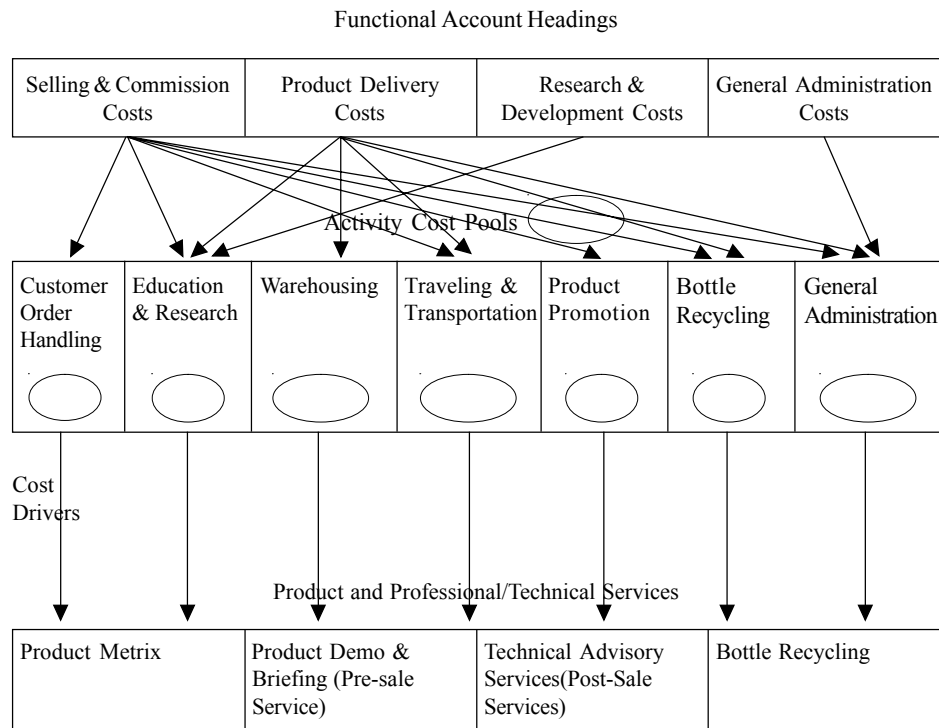 Functional Account Headings
Selling & Commission
Costs
Product Delivery
Costs
Research &
Development Costs
General Administration
Costs
Activity Cost Pools
Customer
Order
Handling
Education
& Research
Warehousing
Traveling &
Transportation
Product
Promotion
Bottle
Recycling
General
Administration
Cost
Drivers
Product and Professional/Technical Services
Product Metrix
Product Demo &
Briefing (Pre-sale
Service)
Technical Advisory
Services(Post-Sale
Services)
Bottle Recycling